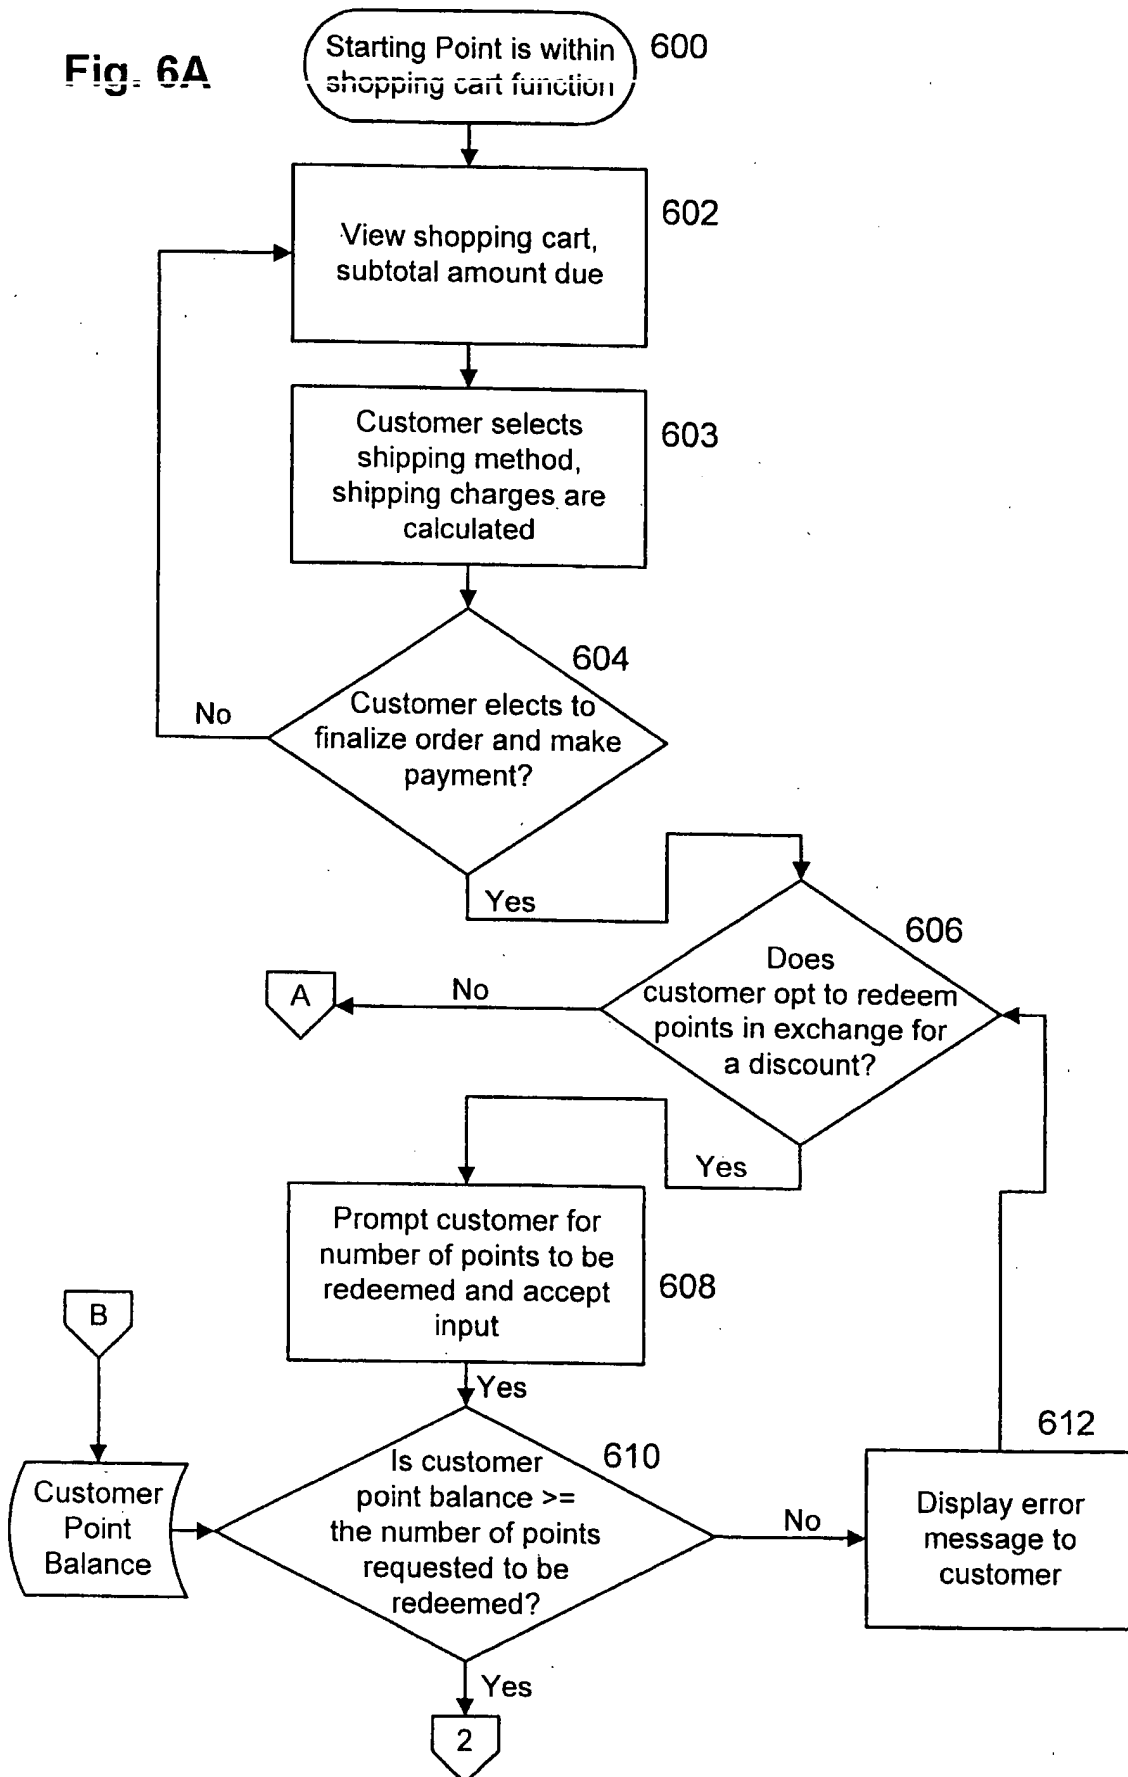 Fig. 6A
Starting Point is within
shopping cart function
600
View shopping cart,
subtotal amount due
602
Customer selects
shipping method,
shipping charges are
calculated
603
604
Customer elects to
finalize order and make
payment?
No
Yes
606
Does
customer opt to redeem
points in exchange for
a discount?
No
A
Yes
Prompt customer for
number of points to be
redeemed and accept
input
608
B
Yes
Customer
Point
Balance
610
Is customer
point balance >=
the number of points
requested to be
redeemed?
No
612
Display error
message to
customer
Yes
2